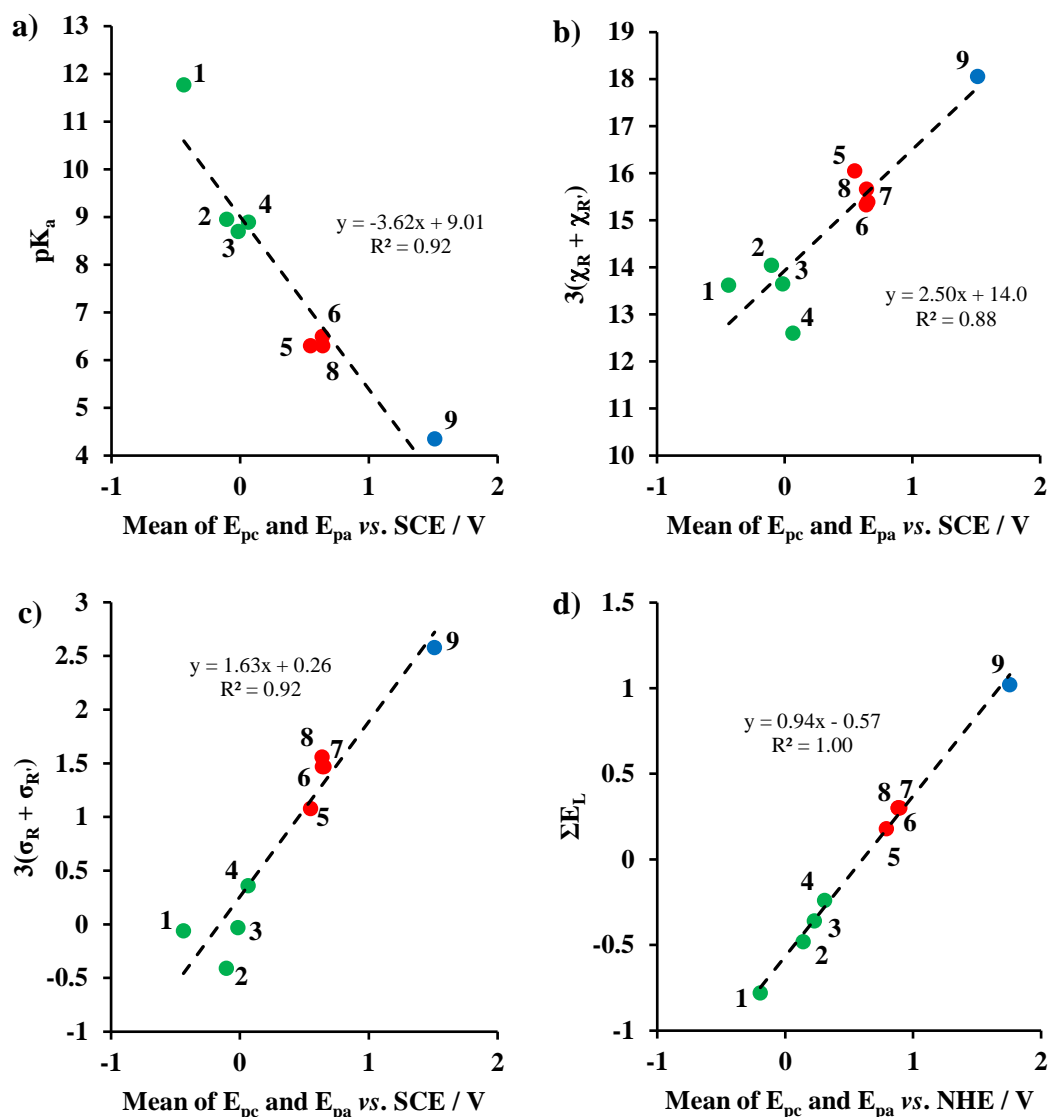 a)
13
12
11
10
9
8
7
6
5
4
pKₐ
1
2
3
4
5
6
8
9
y = -3.62x + 9.01
R² = 0.92
-1 0 1 2
Mean of Epc and Epa vs. SCE / V
b)
19
18
17
16
15
14
13
12
11
10
3(χR + χR')
1
2
3
4
5
8
7
6
9
y = 2.50x + 14.0
R² = 0.88
-1 0 1 2
Mean of Epc and Epa vs. SCE / V
c)
3
2.5
2
1.5
1
0.5
0
-0.5
-1
3(σR + σR')
y = 1.63x + 0.26
R² = 0.92
9
8 7
6
5
4
1
3
2
-1 0 1 2
Mean of Epc and Epa vs. SCE / V
d)
1.5
1
0.5
0
-0.5
-1
ΣEL
y = 0.94x - 0.57
R² = 1.00
9
8 7
6
5
4
3
2
1
-1 0 1 2
Mean of Epc and Epa vs. NHE / V